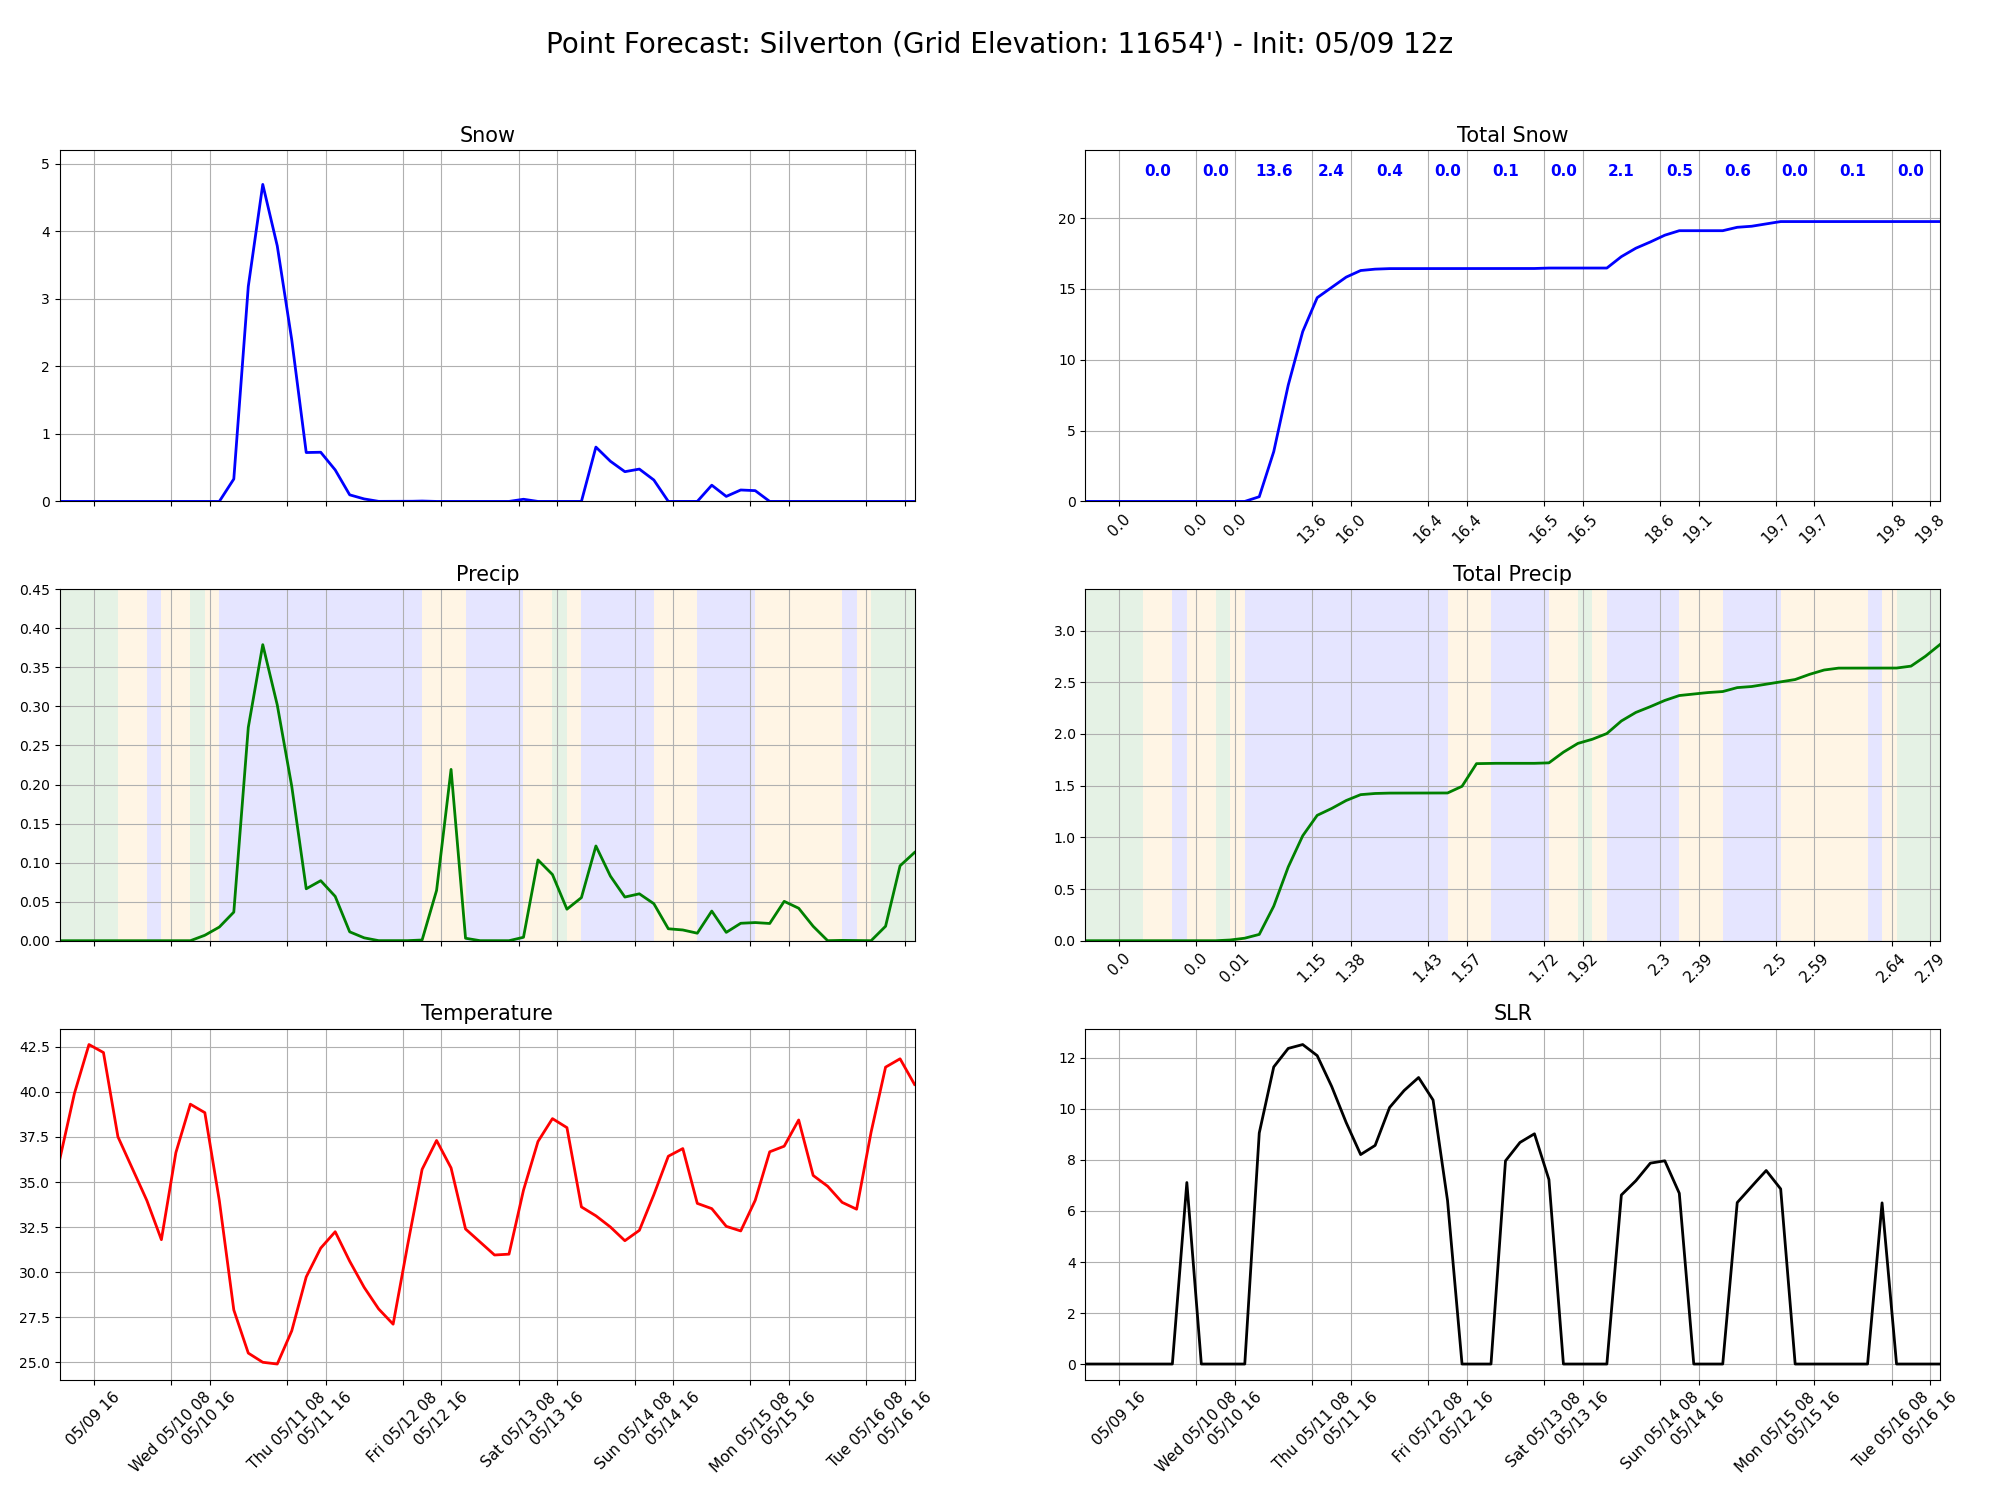 Point Forecast: Silverton (Grid Elevation: 11654') - Init: 05/09 12z
Snow
5
4
3
2
1
0
Total Snow
0.0 0.0 13.6 2.4 0.4 0.0 0.1 0.0 2.1 0.5 0.6 0.0 0.1 0.0
20
15
10
5
0
0.0 0.0 0.0 13.6 16.0 16.4 16.4 16.5 16.5 18.6 19.1 19.7 19.7 19.8 19.8
Precip
0.45
0.40
0.35
0.30
0.25
0.20
0.15
0.10
0.05
0.00
Total Precip
3.0
2.5
2.0
1.5
1.0
0.5
0.0
0.0 0.0 0.01 1.15 1.38 1.43 1.57 1.72 1.92 2.3 2.39 2.5 2.59 2.64 2.79
Temperature
42.5
40.0
37.5
35.0
32.5
30.0
27.5
25.0
05/09 16
Wed 05/10 08
05/10 16
Thu 05/11 08
05/11 16
Fri 05/12 08
05/12 16
Sat 05/13 08
05/13 16
Sun 05/14 08
05/14 16
Mon 05/15 08
05/15 16
Tue 05/16 08
05/16 16
SLR
12
10
8
6
4
2
0
05/09 16
Wed 05/10 08
05/10 16
Thu 05/11 08
05/11 16
Fri 05/12 08
05/12 16
Sat 05/13 08
05/13 16
Sun 05/14 08
05/14 16
Mon 05/15 08
05/15 16
Tue 05/16 08
05/16 16